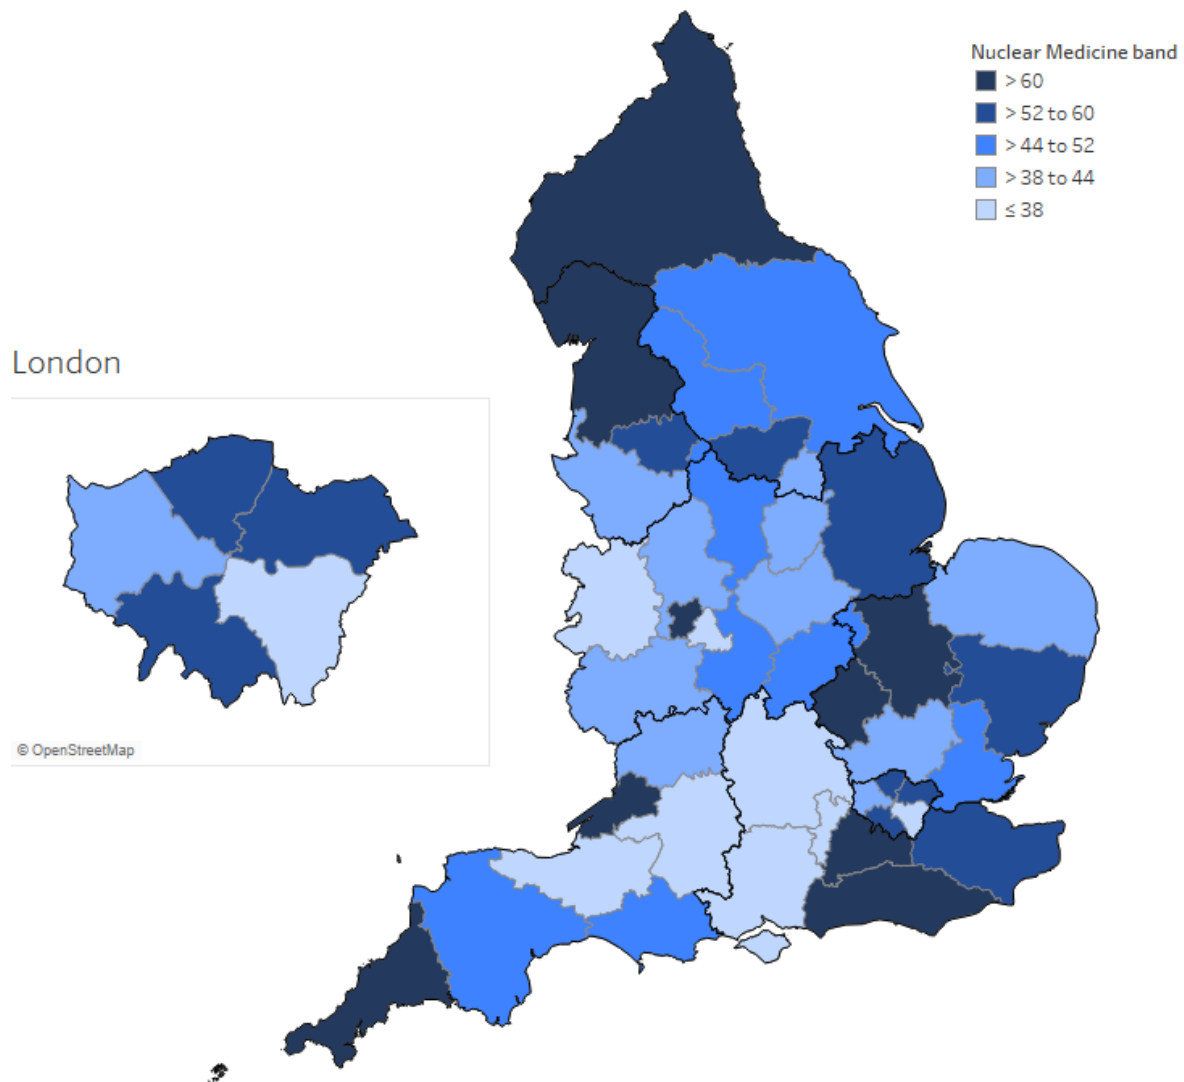 Nuclear Medicine band
> 60
> 52 to 60
> 44 to 52
> 38 to 44
≤ 38
London
© OpenStreetMap